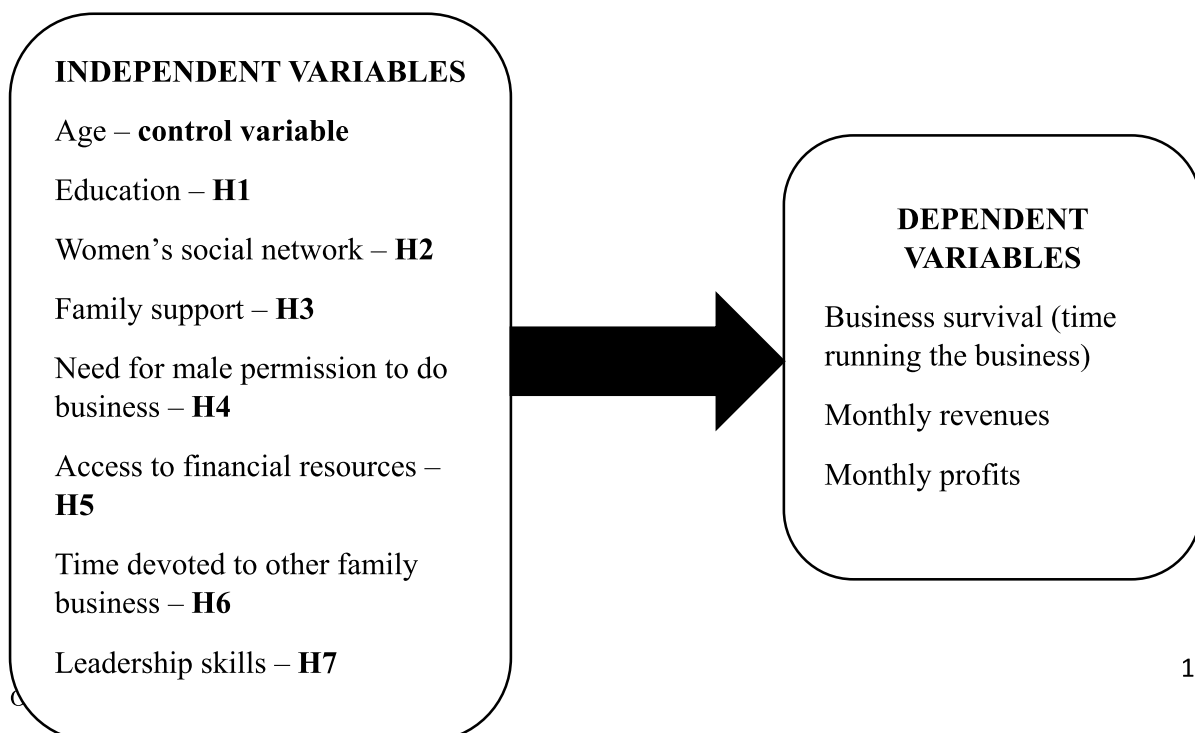 INDEPENDENT VARIABLES
Age – control variable
Education – H1
Women’s social network – H2
Family support – H3
Need for male permission to do
business – H4
Access to financial resources –
H5
Time devoted to other family
business – H6
Leadership skills – H7
DEPENDENT
VARIABLES
Business survival (time
running the business)
Monthly revenues
Monthly profits
1